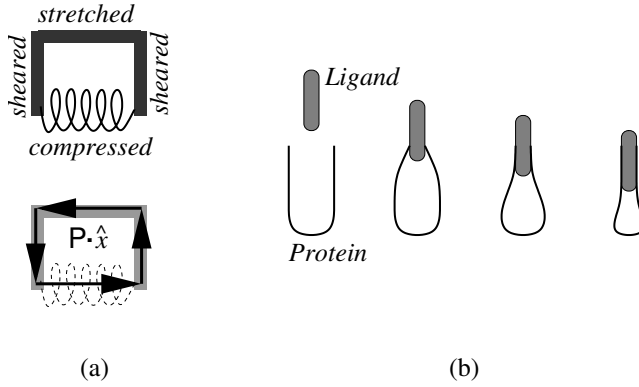 stretched
sheared
sheared
compressed
P·x̂
(a)
Ligand
Protein
(b)